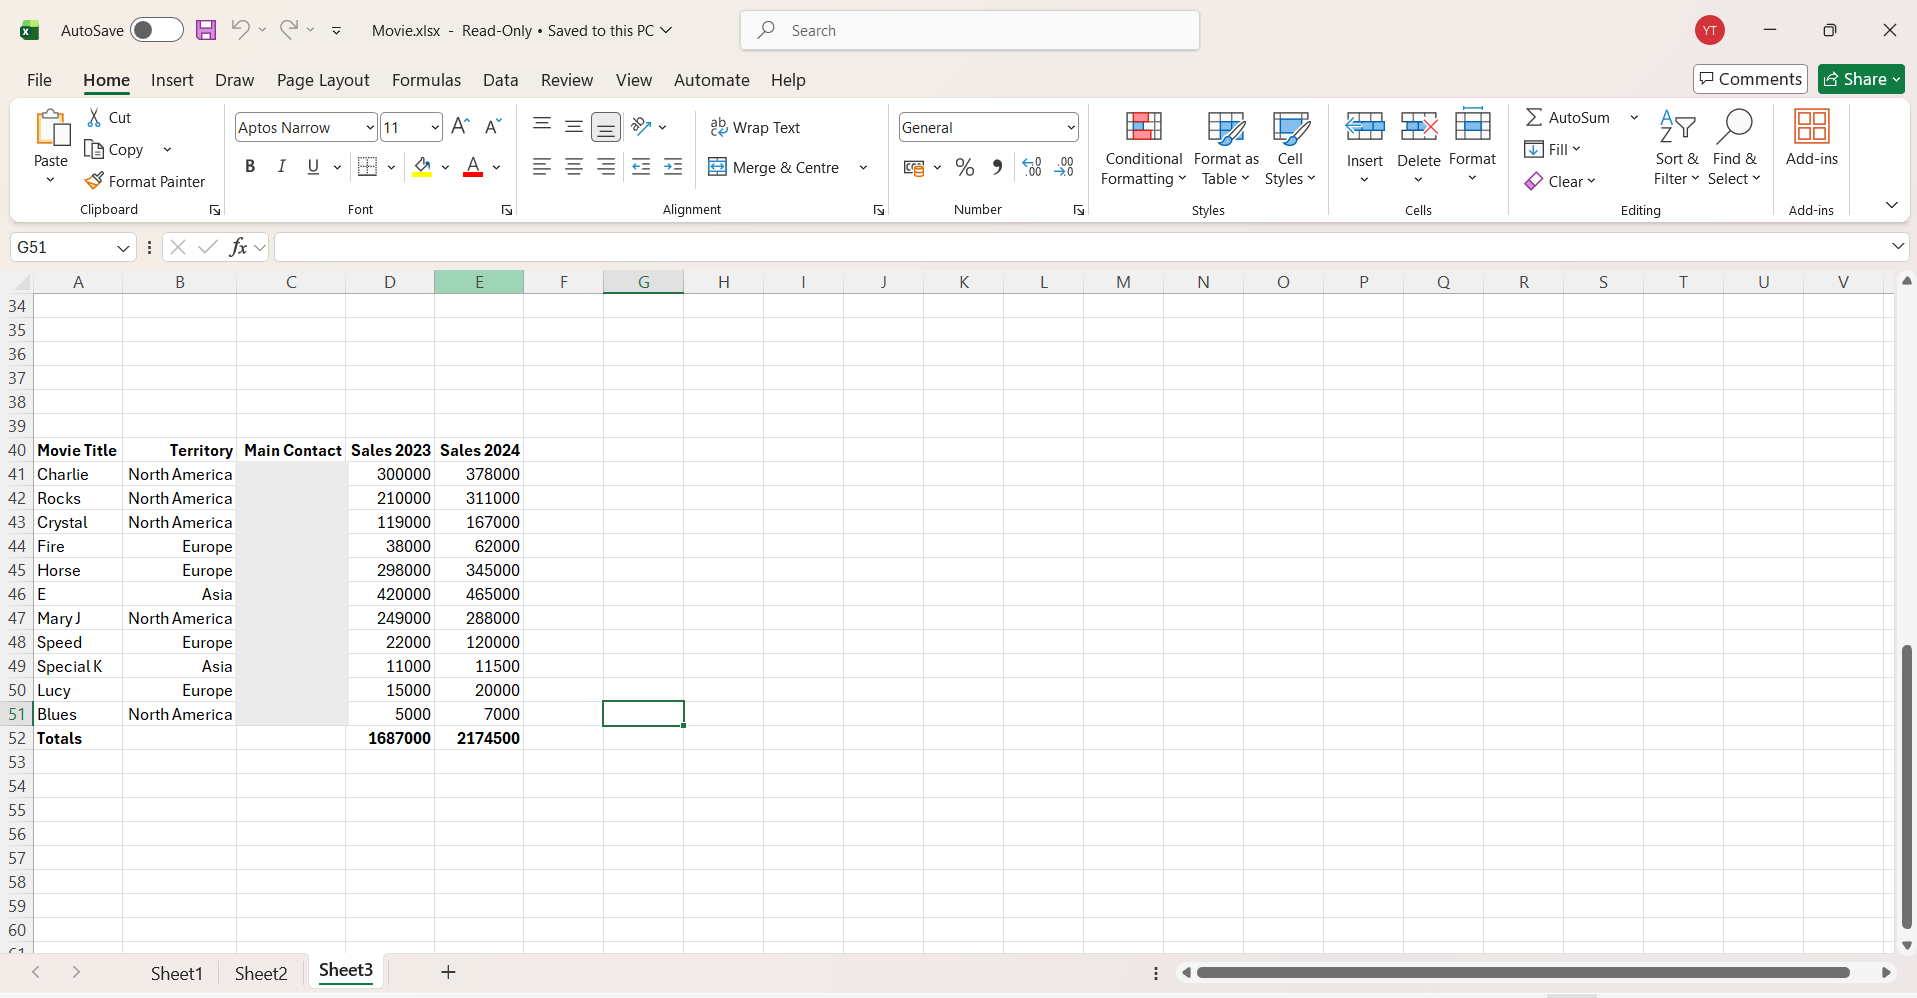 AutoSave Movie.xlsx - Read-Only • Saved to this PC Search YT
File Home Insert Draw Page Layout Formulas Data Review View Automate Help Comments Share
Paste Cut Copy Format Painter Clipboard
Aptos Narrow 11 B I U A Font
Wrap Text Merge & Centre Alignment
General % Number
Conditional Formatting Format as Table Cell Styles Styles
Insert Delete Format Cells
AutoSum Fill Clear Sort & Filter Find & Select Editing
Add-ins Add-ins
G51 fx
A B C D E F G H I J K L M N O P Q R S T U V
34
35
36
37
38
39
40 Movie Title Territory Main Contact Sales 2023 Sales 2024
41 Charlie North America 300000 378000
42 Rocks North America 210000 311000
43 Crystal North America 119000 167000
44 Fire Europe 38000 62000
45 Horse Europe 298000 345000
46 E Asia 420000 465000
47 Mary J North America 249000 288000
48 Speed Europe 22000 120000
49 Special K Asia 11000 11500
50 Lucy Europe 15000 20000
51 Blues North America 5000 7000
52 Totals 1687000 2174500
53
54
55
56
57
58
59
60
61
Sheet1 Sheet2 Sheet3 +